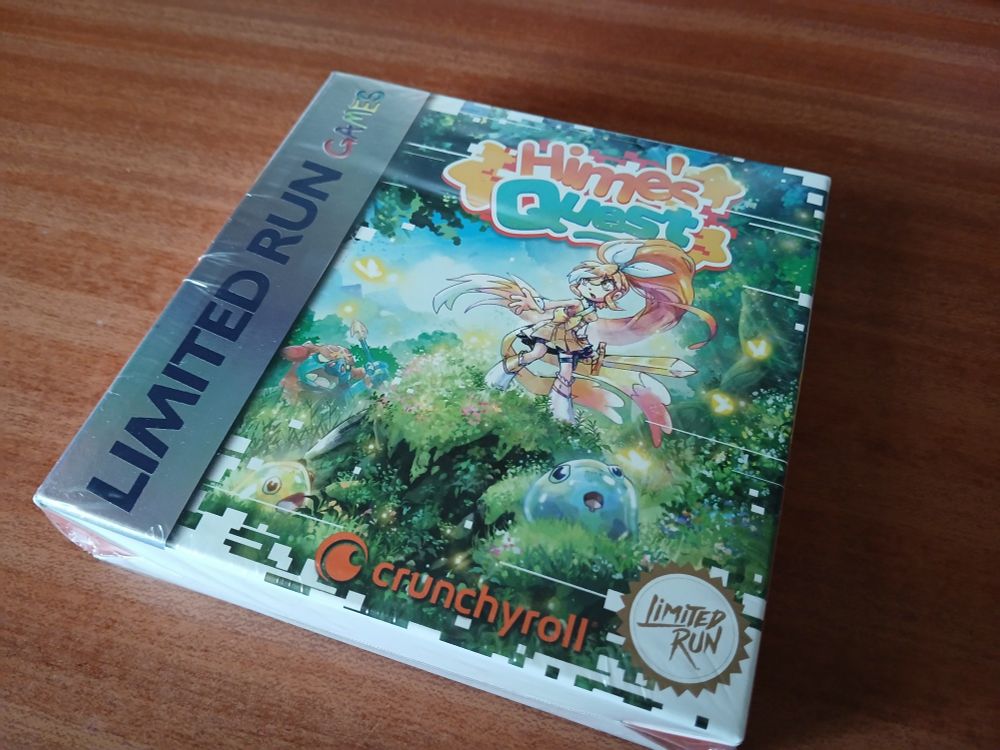 LIMITED RUN GAMES
Hime's
Quest
crunchyroll
LIMITED
RUN